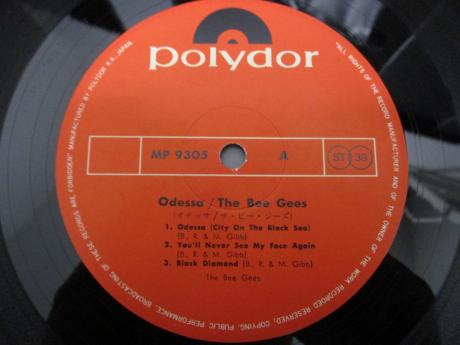 Polydor
MP 9305 A ST 33
Odessa / The Bee Gees
(オデッサ/ザ・ビー・ジーズ)
1. Odessa (City On The Black Sea)
(B., R. & M. Gibb)
2. You'll Never See My Face Again
(B., R. & M. Gibb)
3. Black Diamond (B., R. & M. Gibb)
The Bee Gees
"ALL RIGHTS OF THE RECORD MANUFACTURER AND OF THE OWNER OF THE WORK RECORDED RESERVED, COPYING, PUBLIC PERFORMANCE, BROADCASTING OF THESE RECORDS ARE FORBIDDEN" MANUFACTURED BY POLYDOR K.K. JAPAN